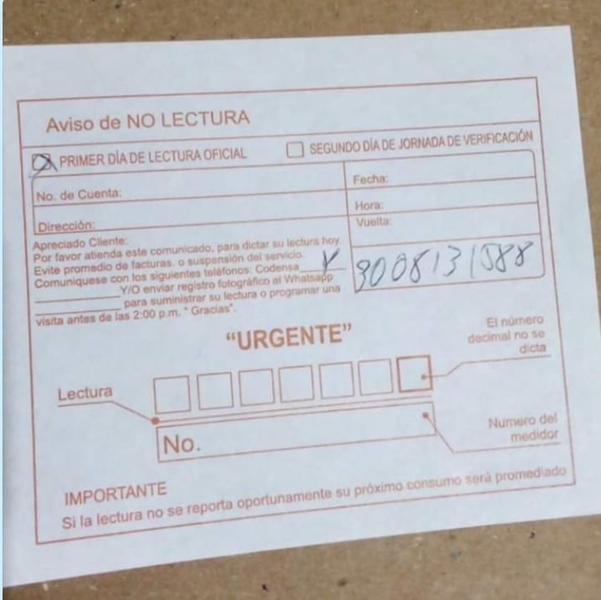 Aviso de NO LECTURA
PRIMER DÍA DE LECTURA OFICIAL
SEGUNDO DÍA DE JORNADA DE VERIFICACIÓN
No. de Cuenta:
Fecha:
Hora:
Dirección:
Vuelta:
Apreciado Cliente:
Por favor atienda este comunicado, para dictar su lectura hoy.
Evite promedio de facturas. o suspensión del servicio.
Comuniquese con los siguientes teléfonos: Codensa
Y/O enviar registro fotográfico al Whatsapp
para suministrar su lectura o programar una
visita antes de las 2:00 p.m. " Gracias".
3008131588
"URGENTE"
El número
decimal no se
dicta
Lectura
No.
Numero del
medidor
IMPORTANTE
Si la lectura no se reporta oportunamente su próximo consumo será promediado